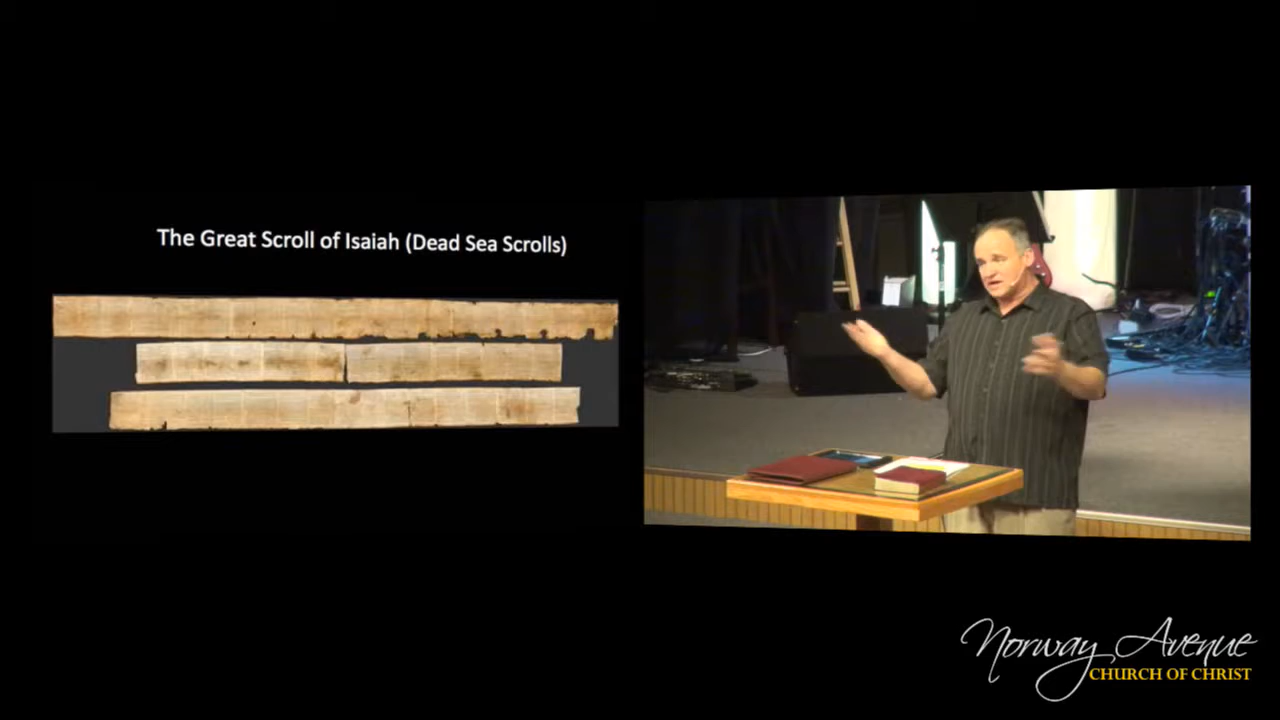 The Great Scroll of Isaiah (Dead Sea Scrolls)
Norway Avenue
CHURCH OF CHRIST